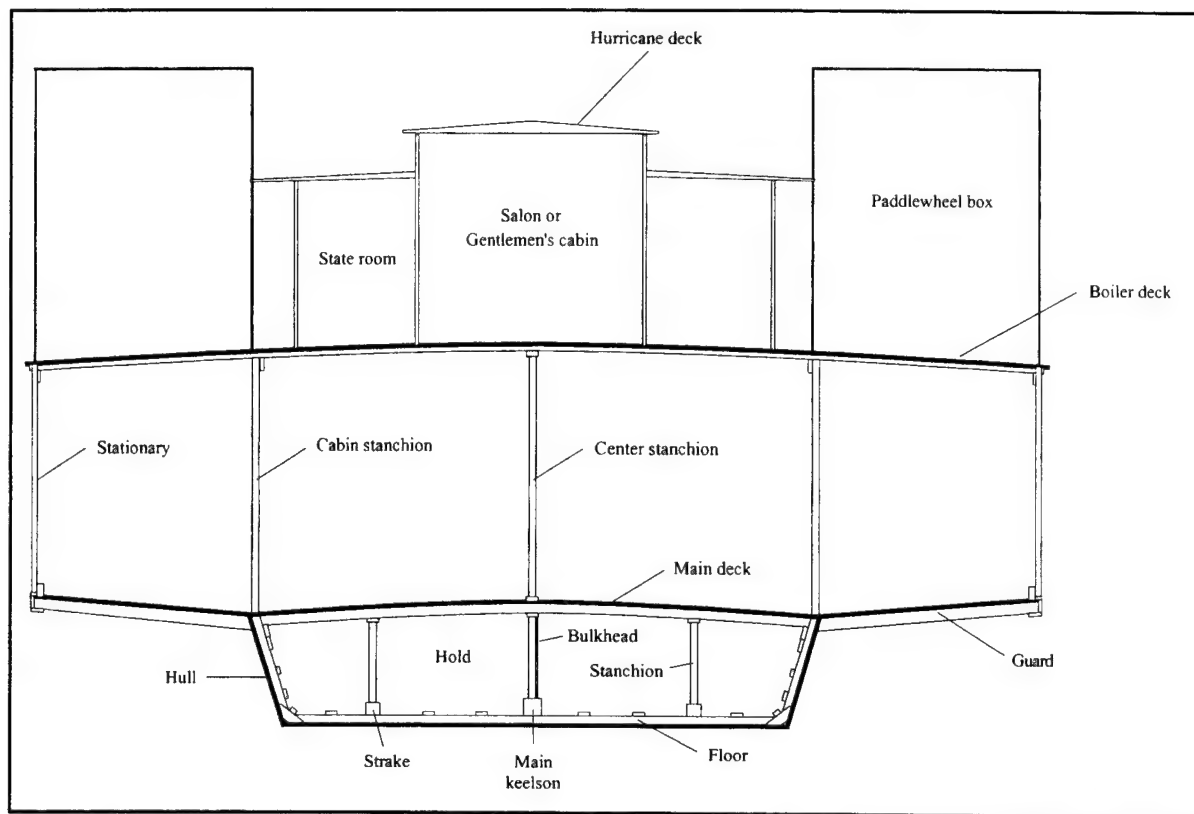 Hurricane deck
Salon or
Gentlemen's cabin
Paddlewheel box
State room
Boiler deck
Stationary
Cabin stanchion
Center stanchion
Main deck
Bulkhead
Hold
Stanchion
Guard
Hull
Strake
Main
keelson
Floor